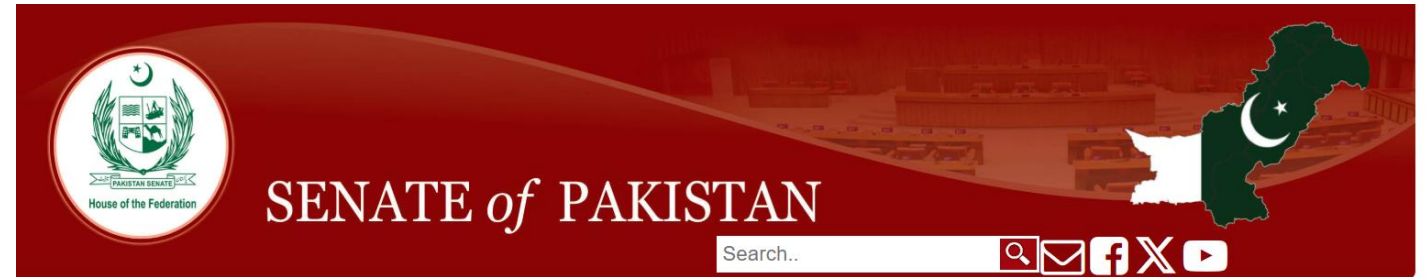 PAKISTAN SENATE
House of the Federation
SENATE of PAKISTAN
Search..